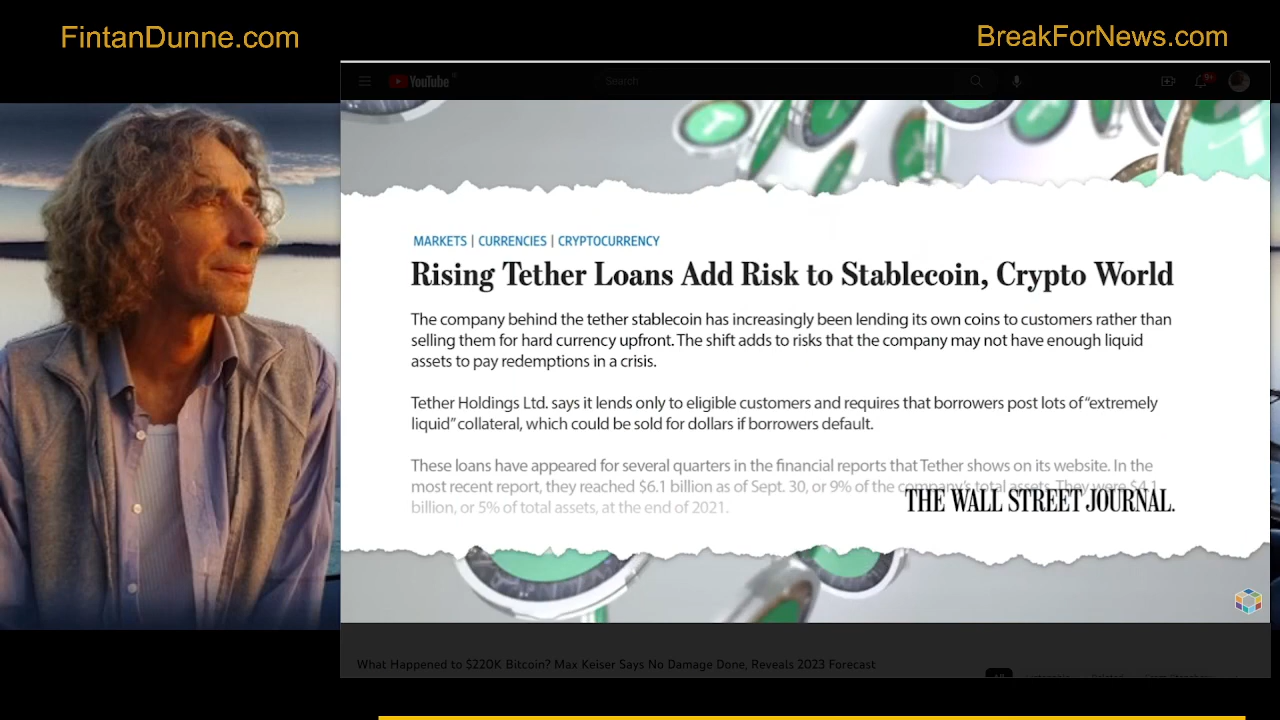 FintanDunne.com
BreakForNews.com
YouTube
Search
9+
MARKETS | CURRENCIES | CRYPTOCURRENCY
Rising Tether Loans Add Risk to Stablecoin, Crypto World
The company behind the tether stablecoin has increasingly been lending its own coins to customers rather than
selling them for hard currency upfront. The shift adds to risks that the company may not have enough liquid
assets to pay redemptions in a crisis.
Tether Holdings Ltd. says it lends only to eligible customers and requires that borrowers post lots of “extremely
liquid” collateral, which could be sold for dollars if borrowers default.
These loans have appeared for several quarters in the financial reports that Tether shows on its website. In the
most recent report, they reached $6.1 billion as of Sept. 30, or 9% of the company’s total assets. They were $4.1
billion, or 5% of total assets, at the end of 2021.
THE WALL STREET JOURNAL.
What Happened to $220K Bitcoin? Max Keiser Says No Damage Done, Reveals 2023 Forecast